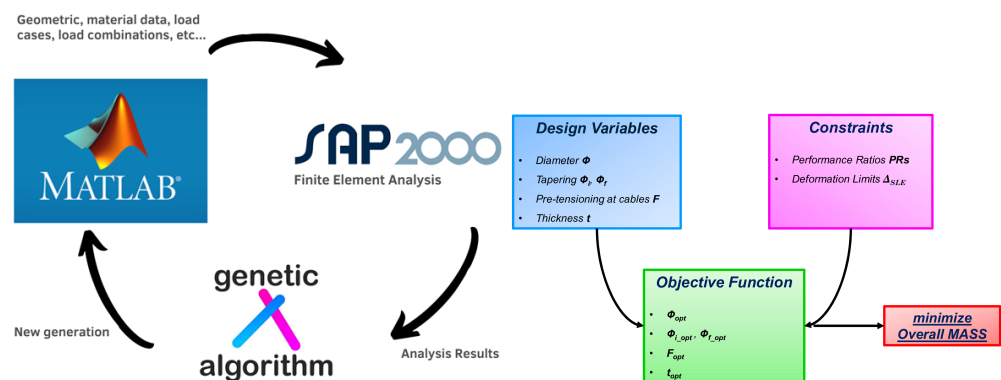 Geometric, material data, load
cases, load combinations, etc...
MATLAB®
SAP2000
Finite Element Analysis
genetic
algorithm
New generation
Analysis Results
Design Variables
• Diameter Φ
• Tapering Φi, Φf
• Pre-tensioning at cables F
• Thickness t
Constraints
• Performance Ratios PRs
• Deformation Limits ΔSLE
Objective Function
• Φopt
• Φi_opt, Φf_opt
• Fopt
• topt
minimize
Overall MASS